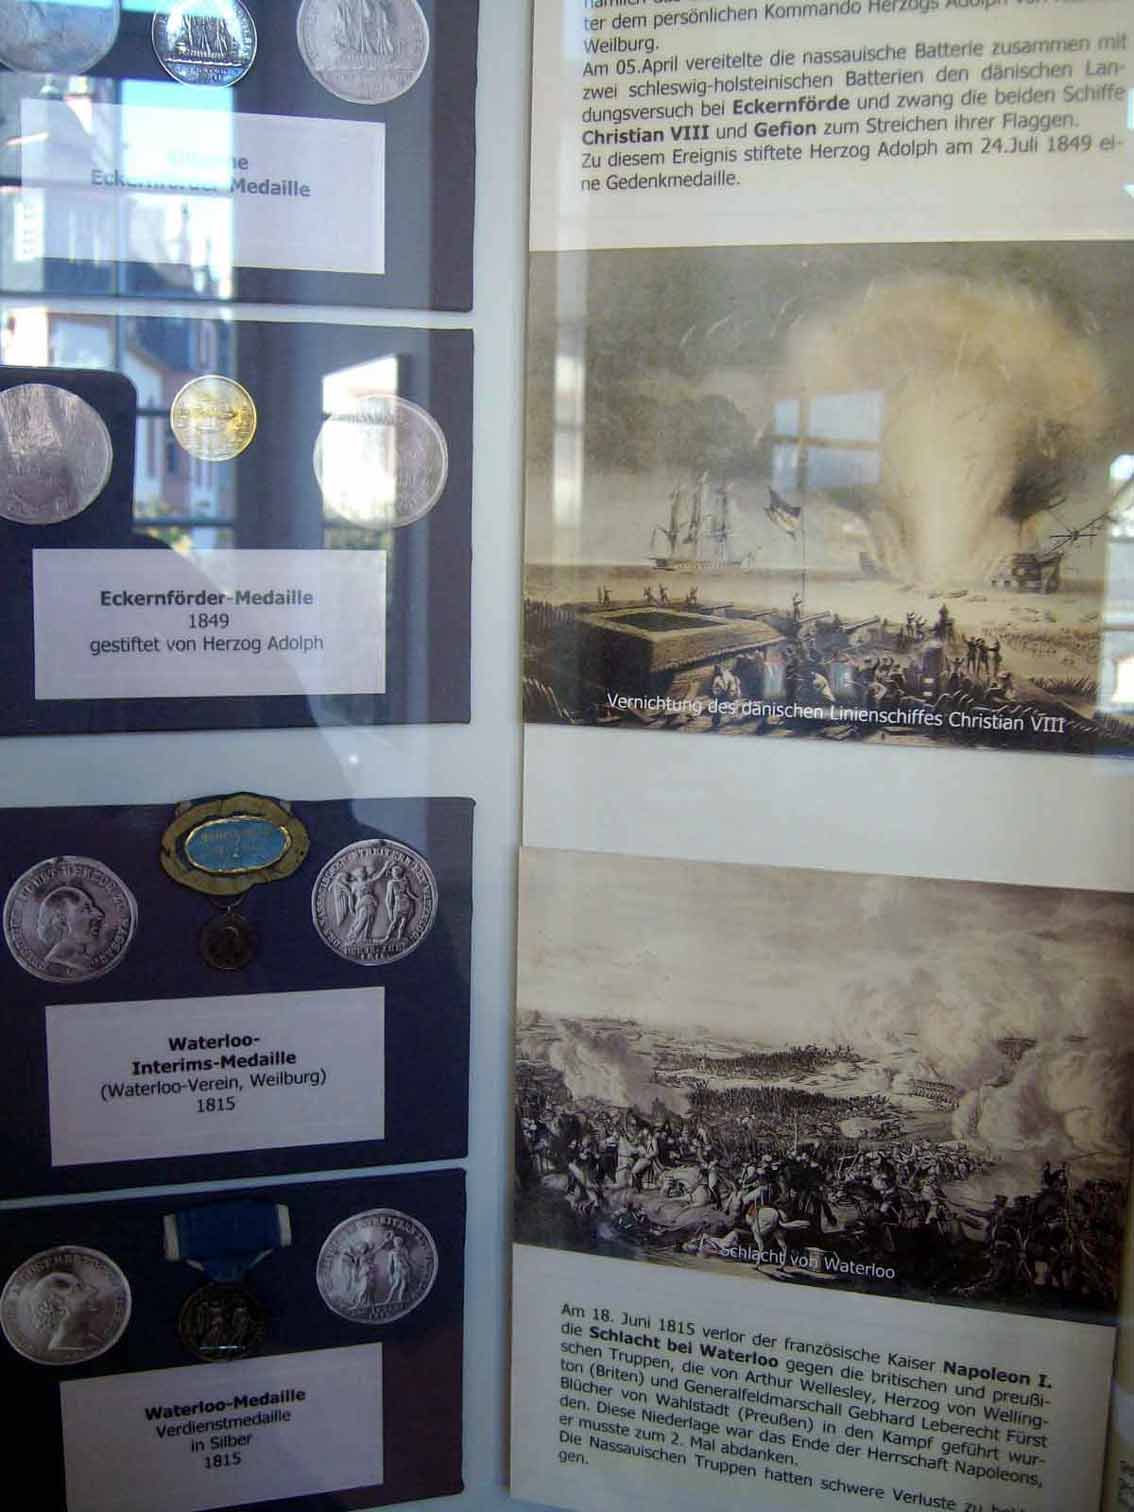 Eckernförder-Medaille
Eckernförder-Medaille
1849
gestiftet von Herzog Adolph
Waterloo-
Interims-Medaille
(Waterloo-Verein, Weilburg)
1815
Waterloo-Medaille
Verdienstmedaille
in Silber
1815
ter dem persönlichen Kommando Herzogs Adolph von
Weilburg.
Am 05.April vereitelte die nassauische Batterie zusammen mit
zwei schleswig-holsteinischen Batterien den dänischen Lan-
dungsversuch bei Eckernförde und zwang die beiden Schiffe
Christian VIII und Gefion zum Streichen ihrer Flaggen.
Zu diesem Ereignis stiftete Herzog Adolph am 24.Juli 1849 ei-
ne Gedenkmedaille.
Vernichtung des dänischen Linienschiffes Christian VIII
Schlacht von Waterloo
Am 18. Juni 1815 verlor der französische Kaiser Napoleon I.
die Schlacht bei Waterloo gegen die britischen und preußi-
schen Truppen, die von Arthur Wellesley, Herzog von Welling-
ton (Briten) und Generalfeldmarschall Gebhard Leberecht Fürst
Blücher von Wahlstadt (Preußen) in den Kampf geführt wur-
den. Diese Niederlage war das Ende der Herrschaft Napoleons,
er musste zum 2. Mal abdanken.
Die Nassauischen Truppen hatten schwere Verluste zu
gen.